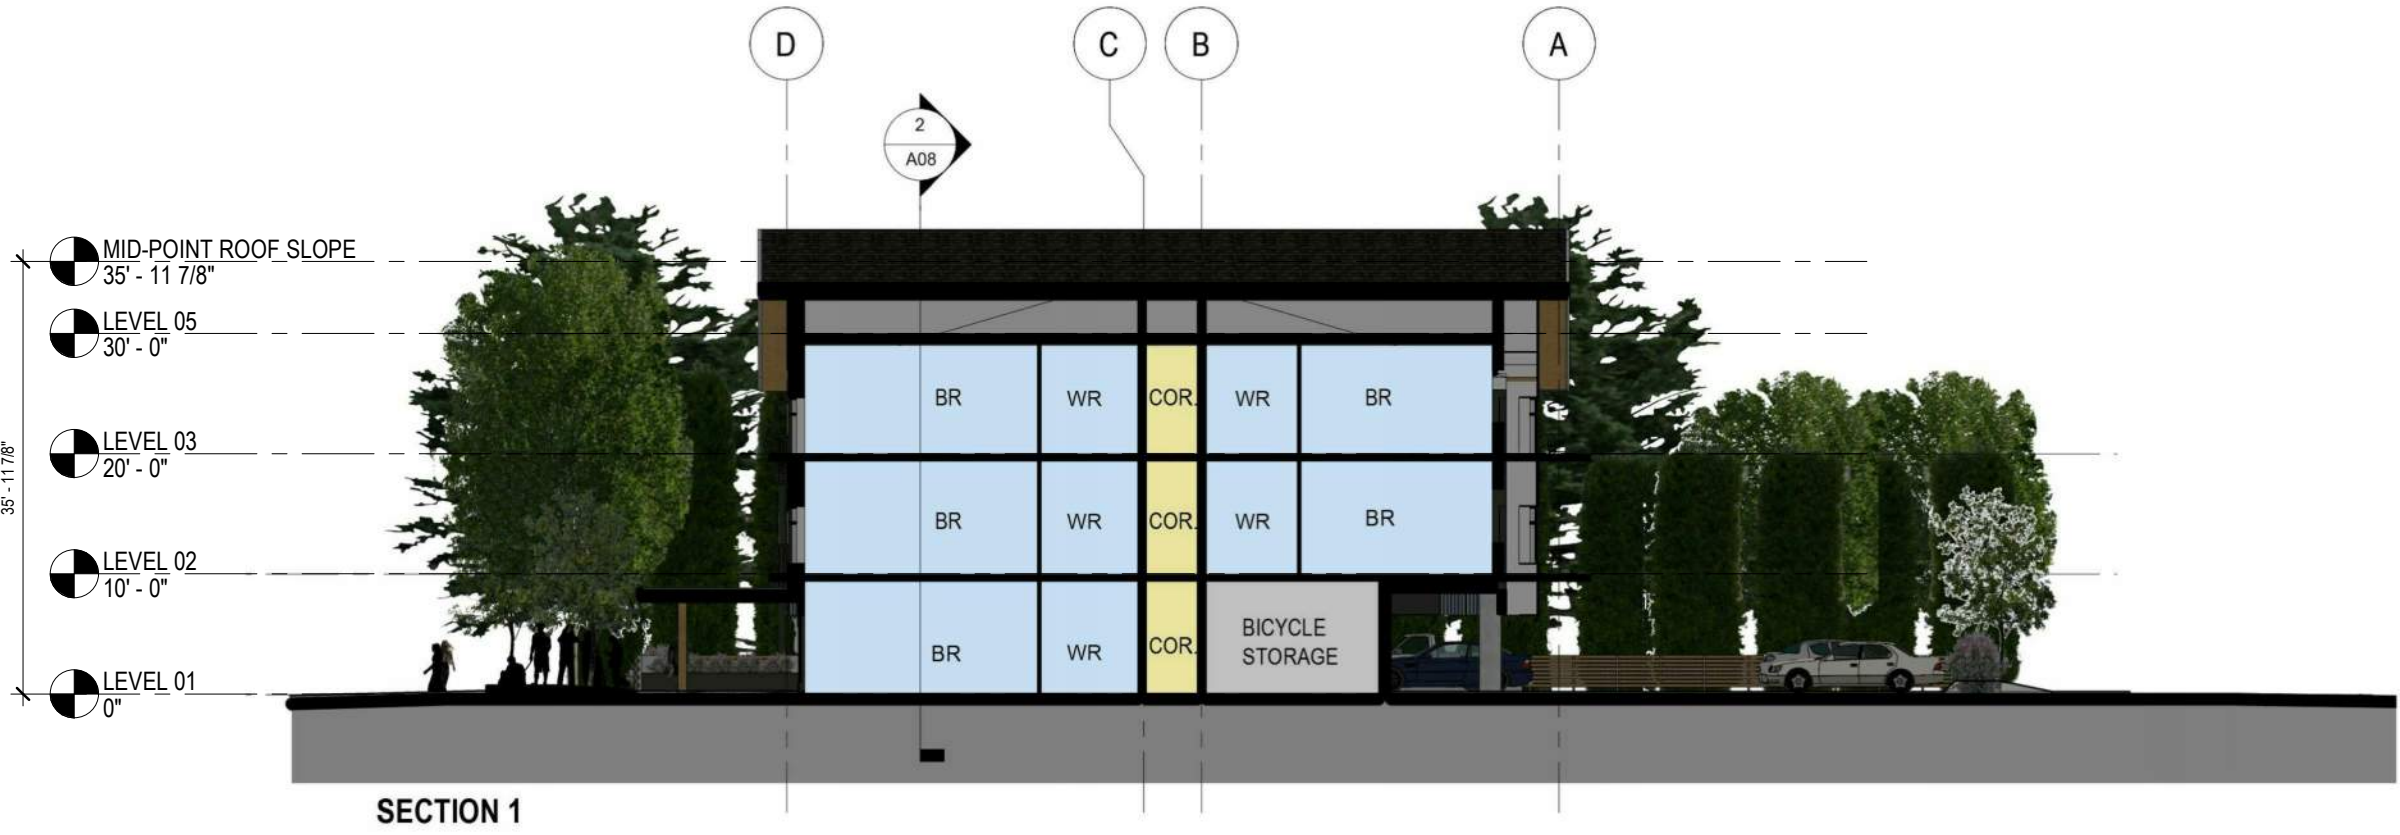 D
C
B
A
2
A08
MID-POINT ROOF SLOPE
35' - 11 7/8"
LEVEL 05
30' - 0"
LEVEL 03
20' - 0"
LEVEL 02
10' - 0"
LEVEL 01
0"
35' - 11 7/8"
BR
WR
COR.
WR
BR
BR
WR
COR.
WR
BR
BR
WR
COR.
BICYCLE
STORAGE
SECTION 1